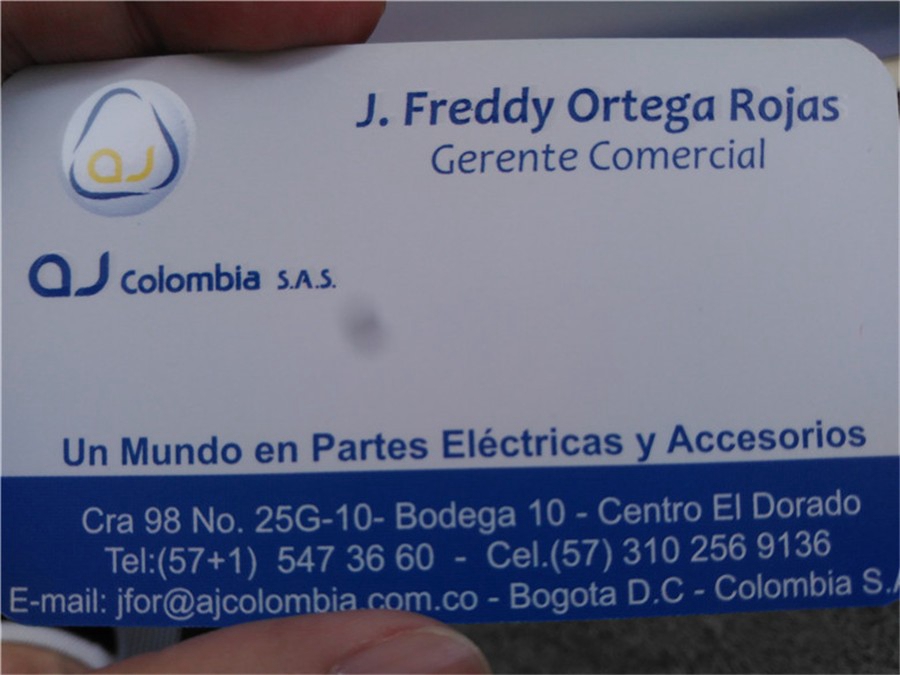 J. Freddy Ortega Rojas
Gerente Comercial
aJ
aJ Colombia S.A.S.
Un Mundo en Partes Eléctricas y Accesorios
Cra 98 No. 25G-10- Bodega 10 - Centro El Dorado
Tel:(57+1) 547 36 60 - Cel.(57) 310 256 9136
E-mail: jfor@ajcolombia.com.co - Bogota D.C - Colombia S.A